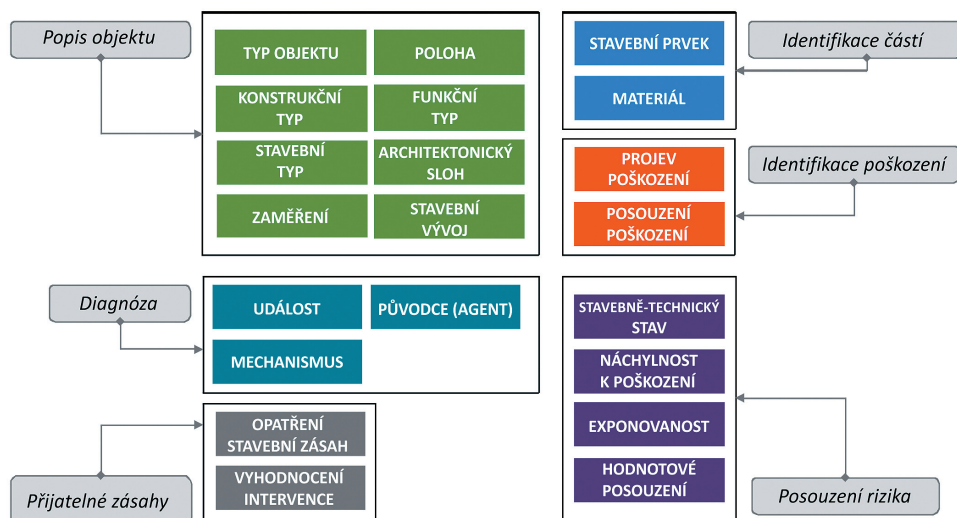 Popis objektu
TYP OBJEKTU
POLOHA
KONSTRUKČNÍ
TYP
FUNKČNÍ
TYP
STAVEBNÍ
TYP
ARCHITEKTONICKÝ
SLOH
ZAMĚŘENÍ
STAVEBNÍ
VÝVOJ
STAVEBNÍ PRVEK
MATERIÁL
Identifikace částí
PROJEV
POŠKOZENÍ
POSOUZENÍ
POŠKOZENÍ
Identifikace poškození
Diagnóza
UDÁLOST
PŮVODCE (AGENT)
MECHANISMUS
OPATŘENÍ
STAVEBNÍ ZÁSAH
VYHODNOCENÍ
INTERVENCE
Přijatelné zásahy
STAVEBNĚ-TECHNICKÝ
STAV
NÁCHYLNOST
K POŠKOZENÍ
EXPONOVANOST
HODNOTOVÉ
POSOUZENÍ
Posouzení rizika